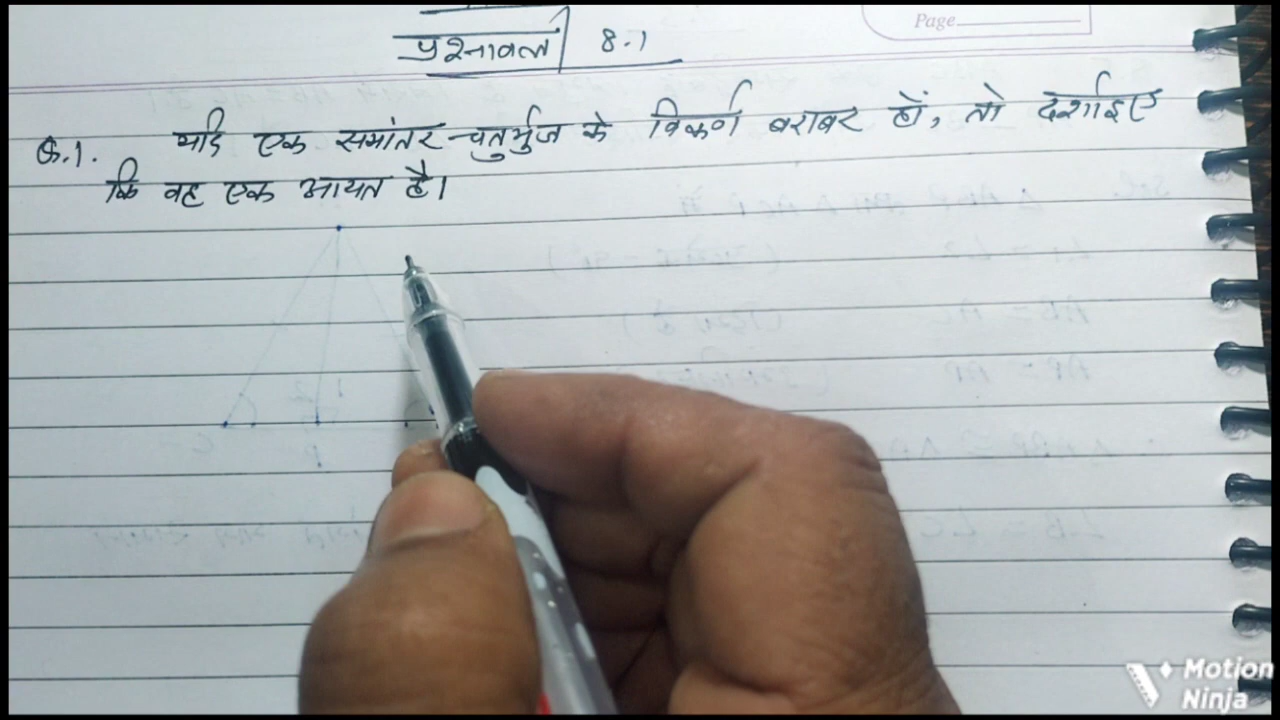 Page
प्रश्नावली 8.1
Q.1. यदि एक समांतर चतुर्भुज के विकर्ण बराबर हों, तो दर्शाइए
कि वह एक आयत है।
Motion
Ninja